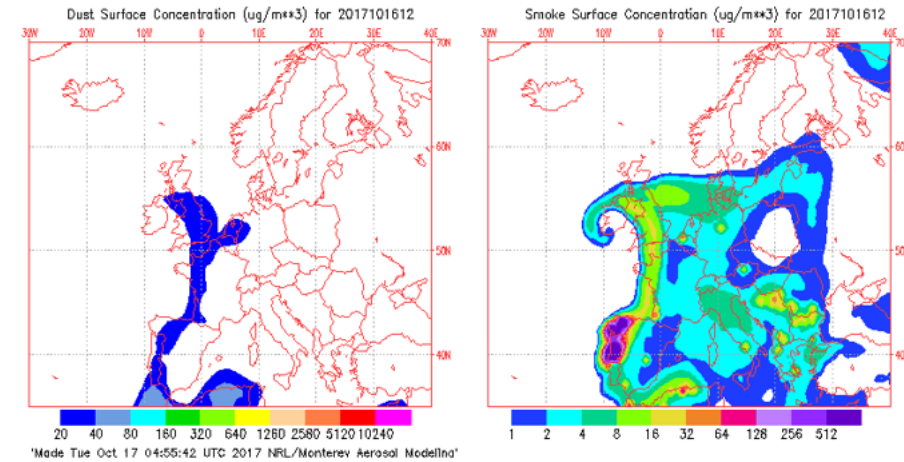 Dust Surface Concentration (ug/m**3) for 2017101612
Smoke Surface Concentration (ug/m**3) for 2017101612
30W 20W 10W 0 10E 20E 30E 40E
30W 20W 10W 0 10E 20E 30E 40E
70N
70N
60N
60N
50N
50N
40N
40N
20 40 80 160 320 640 1260 2580 5120 10240
1 2 4 8 16 32 64 128 256 512
'Made Tue Oct 17 04:55:42 UTC 2017 NRL/Monterey Aerosol Modeling'